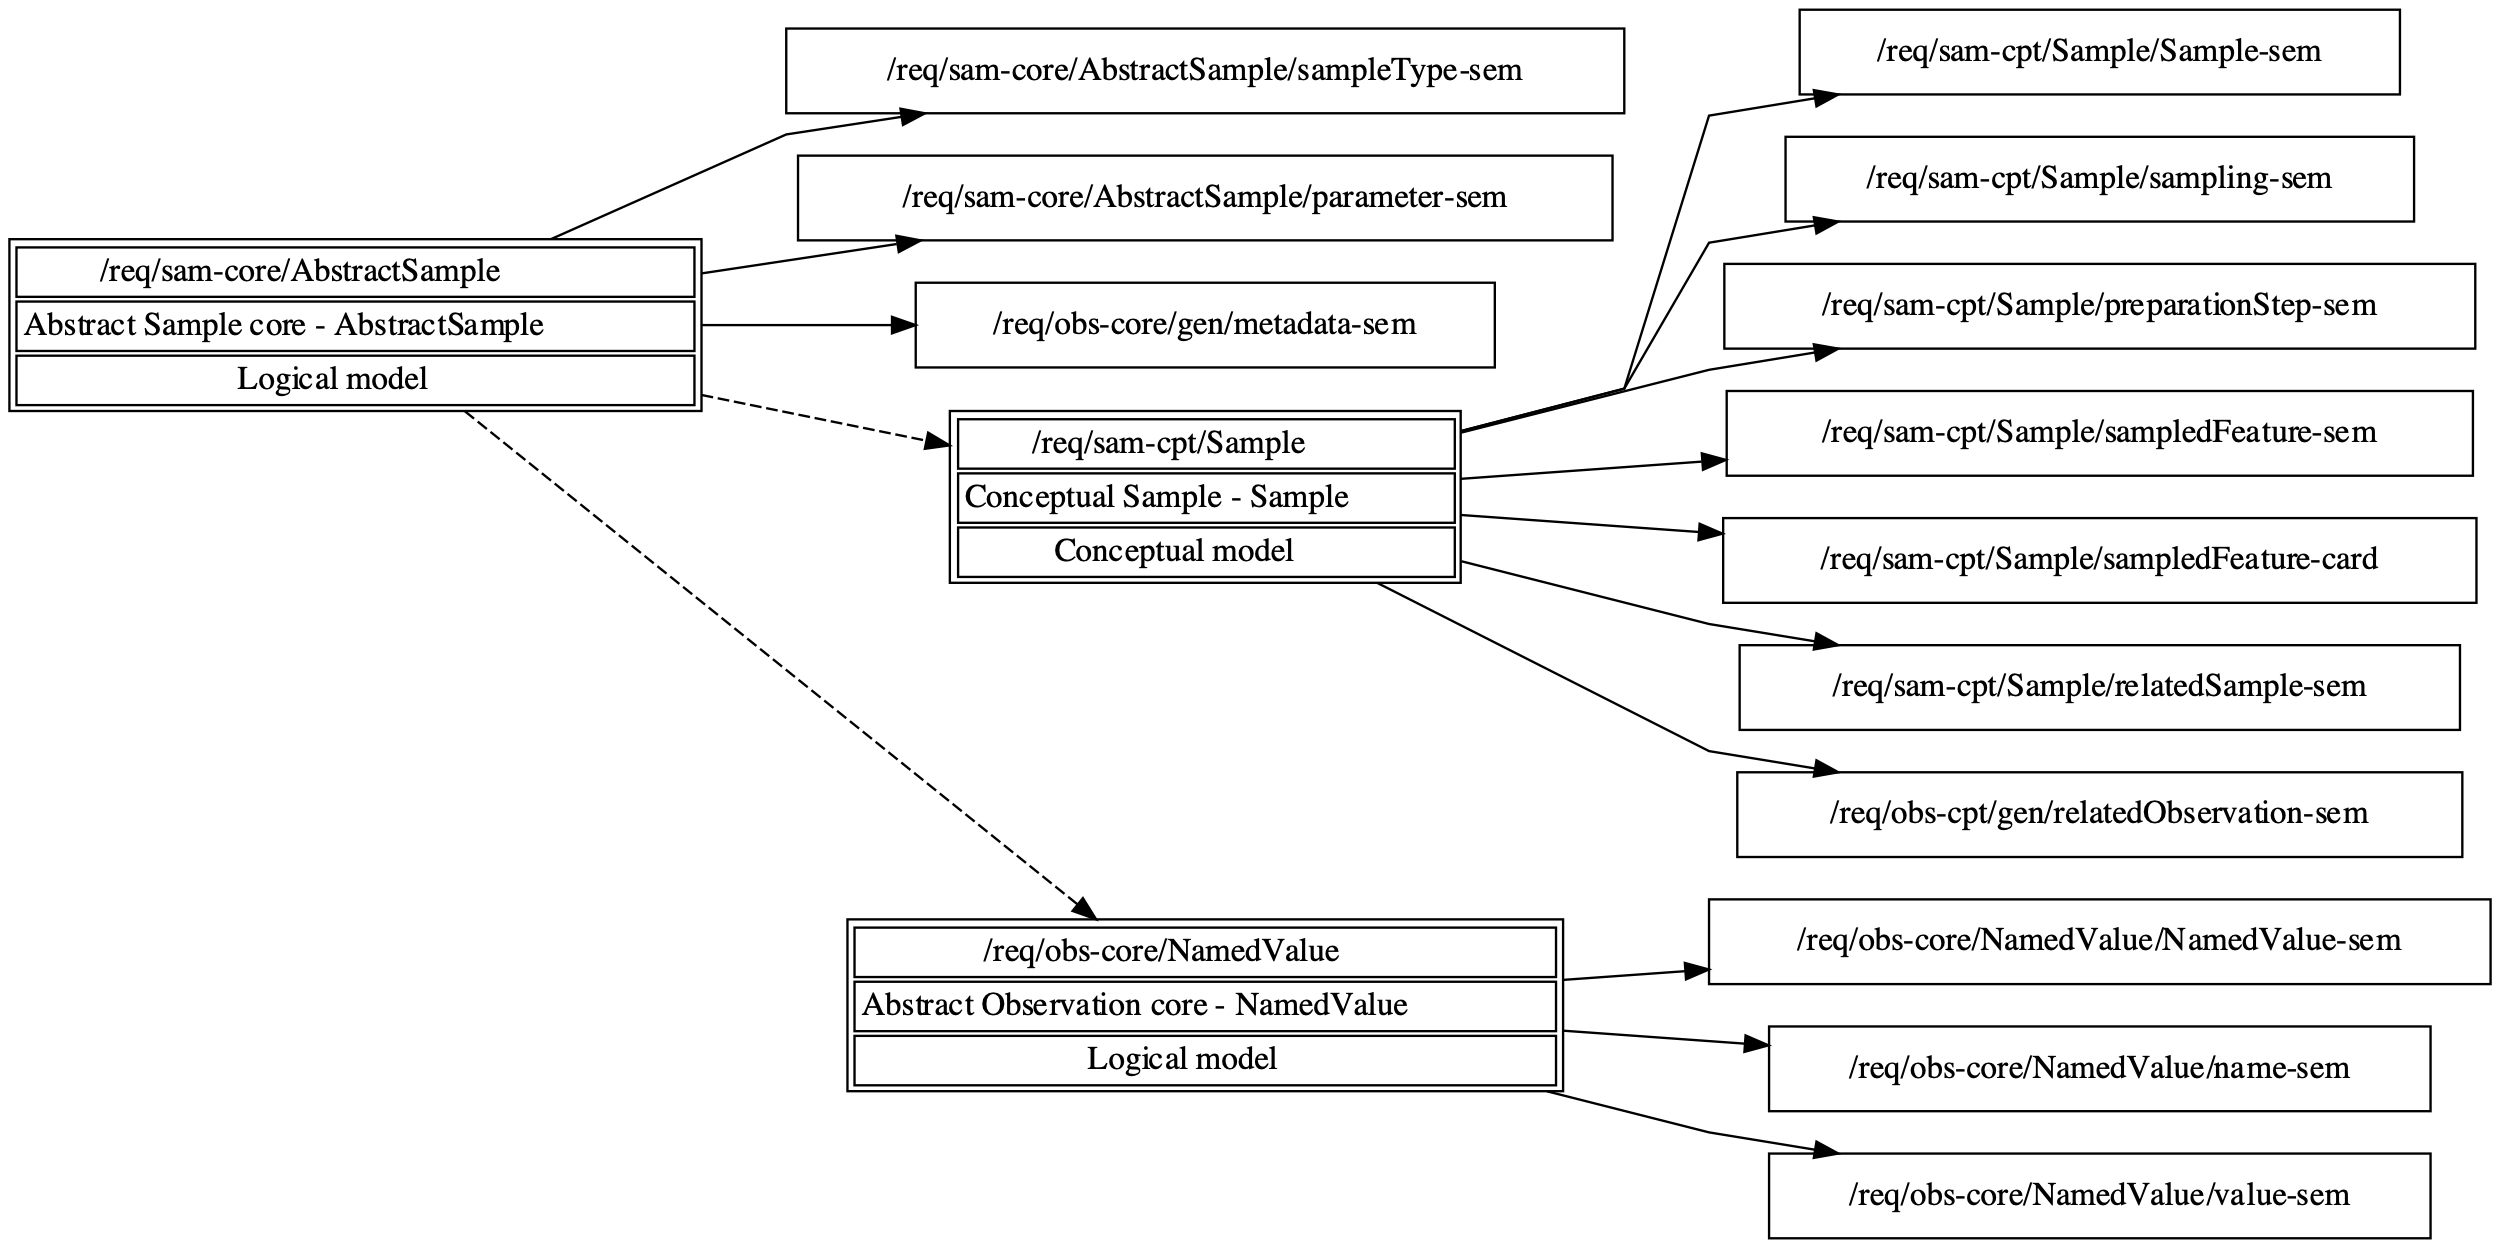 /req/sam-core/AbstractSample
Abstract Sample core - AbstractSample
Logical model
/req/sam-core/AbstractSample/sampleType-sem
/req/sam-core/AbstractSample/parameter-sem
/req/obs-core/gen/metadata-sem
/req/sam-cpt/Sample
Conceptual Sample - Sample
Conceptual model
/req/obs-core/NamedValue
Abstract Observation core - NamedValue
Logical model
/req/sam-cpt/Sample/Sample-sem
/req/sam-cpt/Sample/sampling-sem
/req/sam-cpt/Sample/preparationStep-sem
/req/sam-cpt/Sample/sampledFeature-sem
/req/sam-cpt/Sample/sampledFeature-card
/req/sam-cpt/Sample/relatedSample-sem
/req/obs-cpt/gen/relatedObservation-sem
/req/obs-core/NamedValue/NamedValue-sem
/req/obs-core/NamedValue/name-sem
/req/obs-core/NamedValue/value-sem